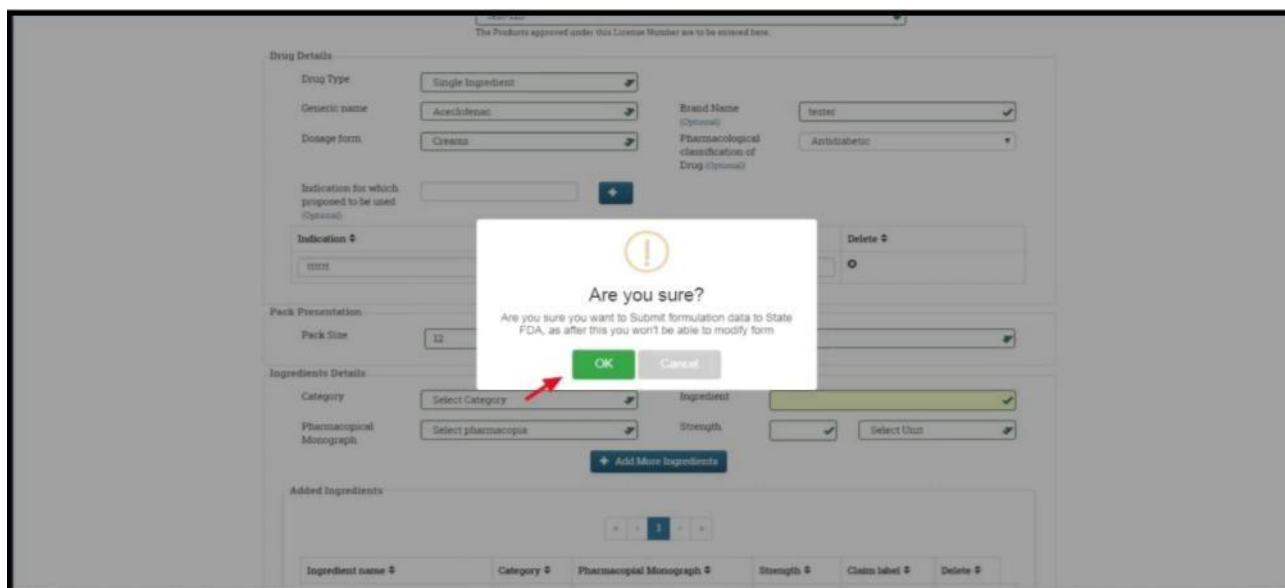 The Products approved under this License Number are to be entered here.
Drug Details
Drug Type
Single Ingredient
Generic name
Aceclofenac
Brand Name
(Optional)
tester
Dosage form
Creams
Pharmacological
classification of
Drug (Optional)
Antidiabetic
Indication for which
proposed to be used
(Optional)
+
Indication
Delete
Pack Presentation
Pack Size
12
Are you sure?
Are you sure you want to Submit formulation data to State
FDA, as after this you won't be able to modify form
OK
Cancel
Ingredients Details
Category
Select Category
Ingredient
Pharmacopical
Monograph
Select pharmacopia
Strength
Select Unit
+ Add More Ingredients
Added Ingredients
« ‹ 1 › »
Ingredient name Category Pharmacopial Monograph Strength Claim label Delete